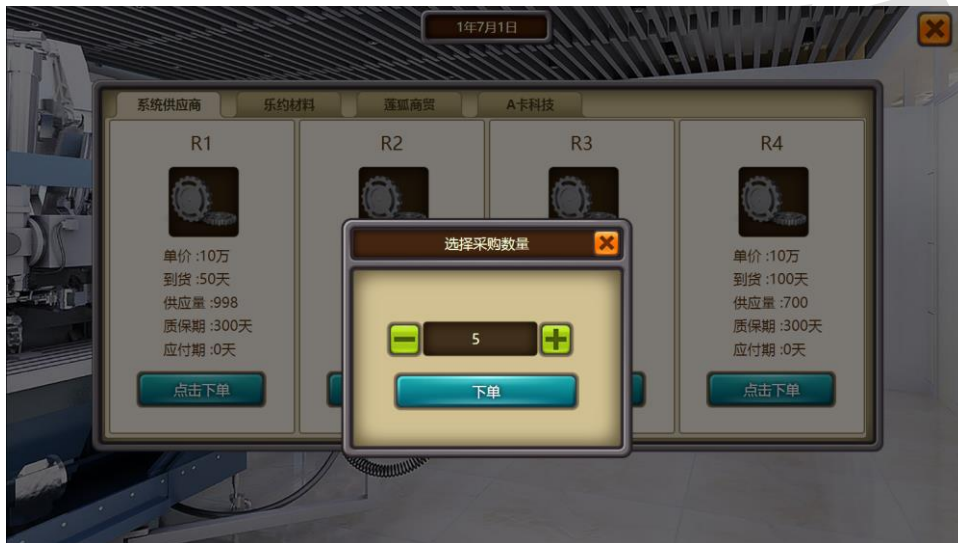 1年7月1日
系统供应商
乐约材料
莲狐商贸
A卡科技
R1
R2
R3
R4
单价 :10万
到货 :50天
供应量 :998
质保期 :300天
应付期 :0天
点击下单
选择采购数量
5
下单
单价 :10万
到货 :100天
供应量 :700
质保期 :300天
应付期 :0天
点击下单